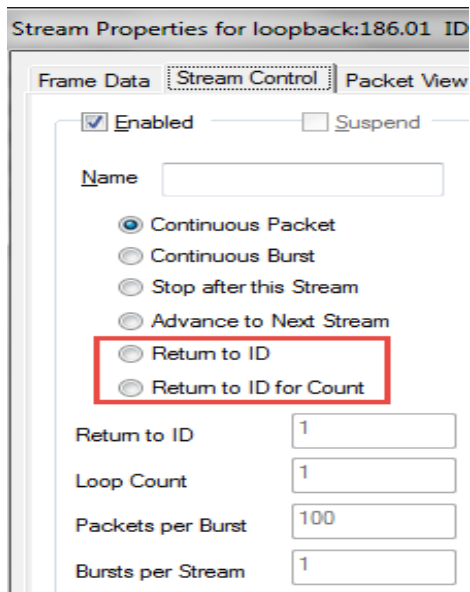 Stream Properties for loopback:186.01 ID
Frame Data Stream Control Packet View
Enabled Suspend
Name
Continuous Packet
Continuous Burst
Stop after this Stream
Advance to Next Stream
Return to ID
Return to ID for Count
Return to ID 1
Loop Count 1
Packets per Burst 100
Bursts per Stream 1